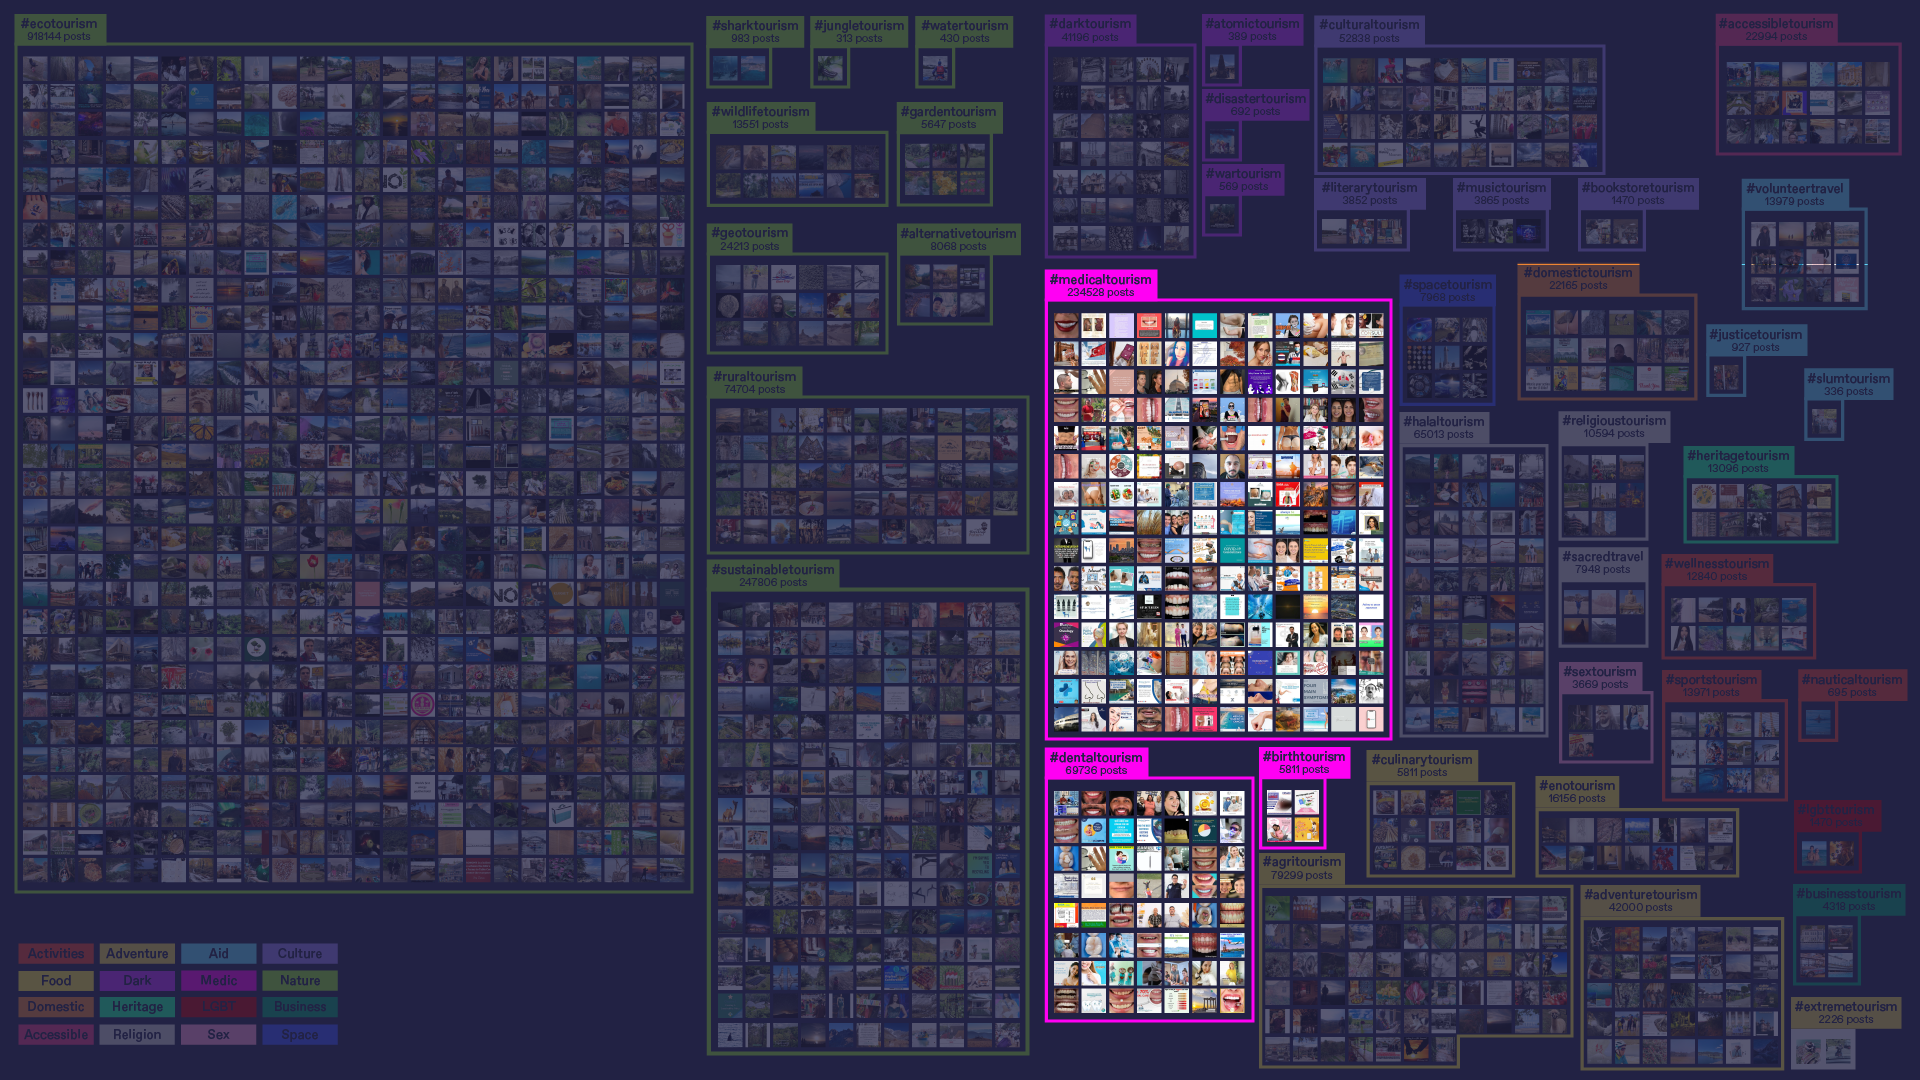 #ecotourism
918144 posts
#sharktourism
983 posts
#jungletourism
313 posts
#watertourism
430 posts
#wildlifetourism
13551 posts
#gardentourism
5647 posts
#geotourism
24213 posts
#alternativetourism
8068 posts
#ruraltourism
74704 posts
#sustainabletourism
247806 posts
#darktourism
41196 posts
#atomictourism
389 posts
#disastertourism
692 posts
#wartourism
569 posts
#culturaltourism
52838 posts
#literarytourism
3852 posts
#musictourism
3865 posts
#bookstoretourism
1470 posts
#accessibletourism
22994 posts
#volunteertravel
13979 posts
#medicaltourism
234528 posts
#spacetourism
7968 posts
#domestictourism
22165 posts
#justicetourism
927 posts
#slumtourism
336 posts
#halaltourism
65013 posts
#religioustourism
10594 posts
#heritagetourism
13096 posts
#sacredtravel
7948 posts
#wellnesstourism
12840 posts
#sextourism
3669 posts
#sportstourism
13971 posts
#nauticaltourism
695 posts
#dentaltourism
69736 posts
#birthtourism
5811 posts
#culinarytourism
5811 posts
#enotourism
16156 posts
#agritourism
79299 posts
#adventuretourism
42000 posts
#businesstourism
4318 posts
#extremetourism
2226 posts
Activities
Adventure
Aid
Culture
Food
Dark
Medic
Nature
Domestic
Heritage
LGBT
Business
Accessible
Religion
Sex
Space